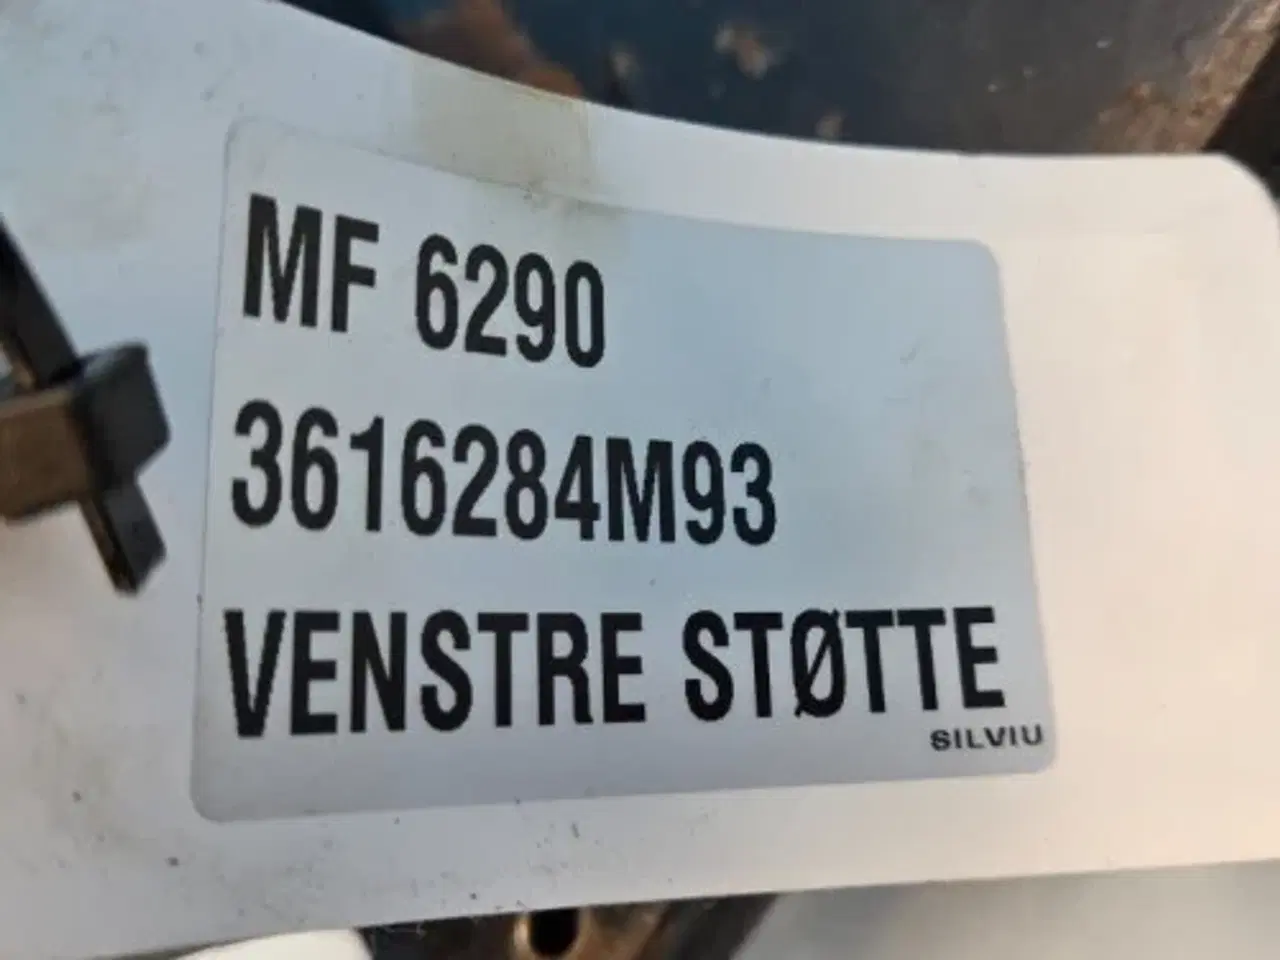 MF 6290
3616284M93
VENSTRE STØTTE
SILVIU